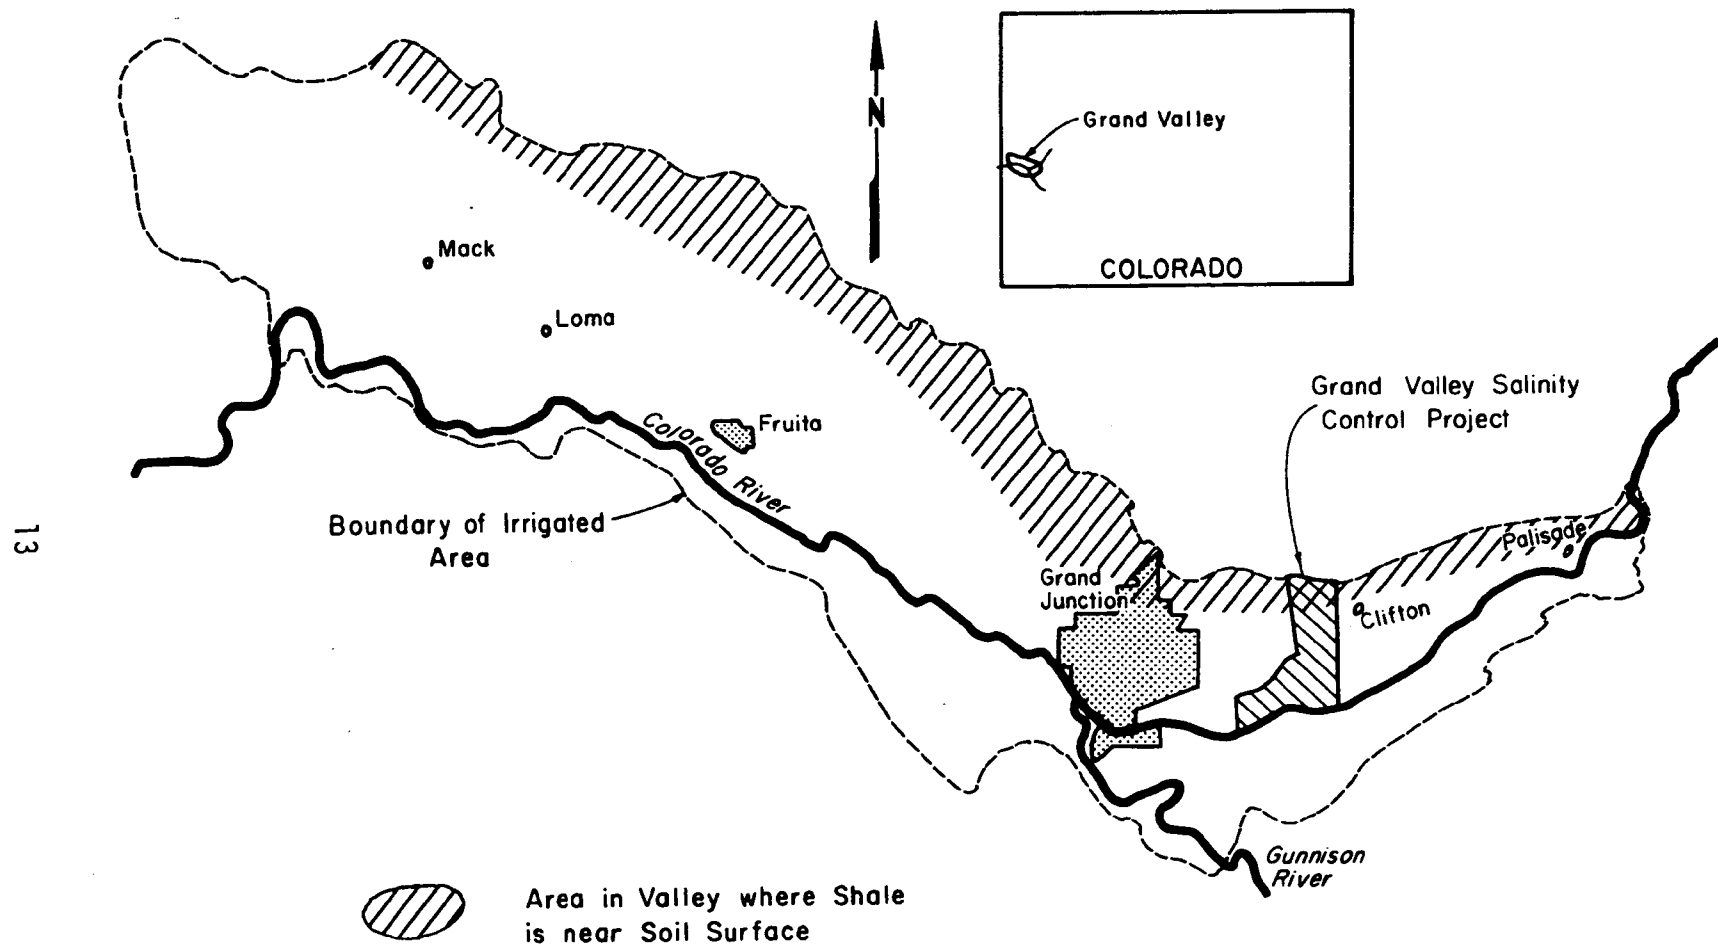 N
Grand Valley
COLORADO
Mack
Loma
Fruita
Colorado River
Boundary of Irrigated
Area
Grand Valley Salinity
Control Project
Palisade
Grand
Junction
Clifton
Gunnison
River
Area in Valley where Shale
is near Soil Surface
13